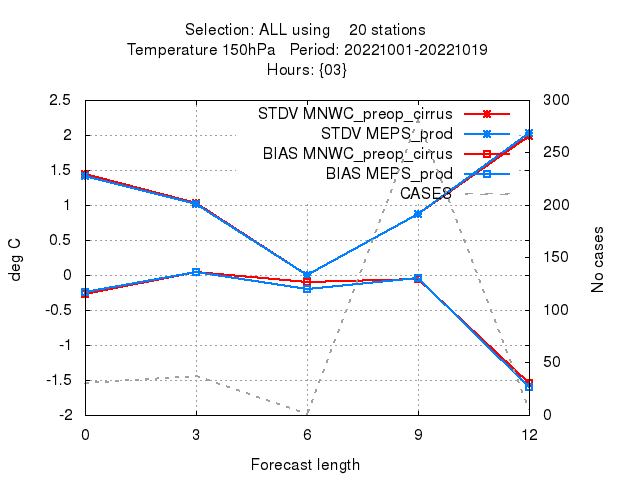 Selection: ALL using    20 stations
Temperature 150hPa   Period: 20221001-20221019
Hours: {03}
STDV MNWC_preop_cirrus
STDV MEPS_prod
BIAS MNWC_preop_cirrus
BIAS MEPS_prod
CASES
deg C
2.5
2
1.5
1
0.5
0
-0.5
-1
-1.5
-2
No cases
300
250
200
150
100
50
0
0 3 6 9 12
Forecast length